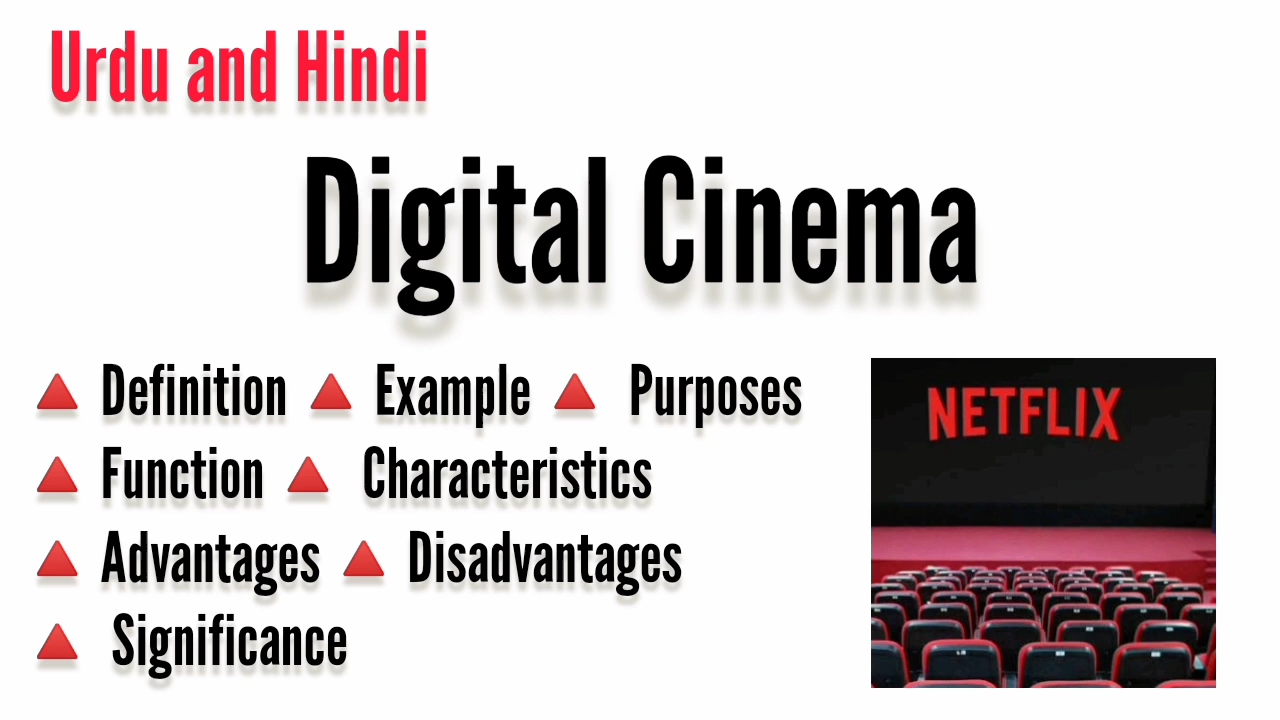 Urdu and Hindi
Digital Cinema
🔺 Definition 🔺 Example 🔺 Purposes
🔺 Function 🔺 Characteristics
🔺 Advantages 🔺 Disadvantages
🔺 Significance
NETFLIX